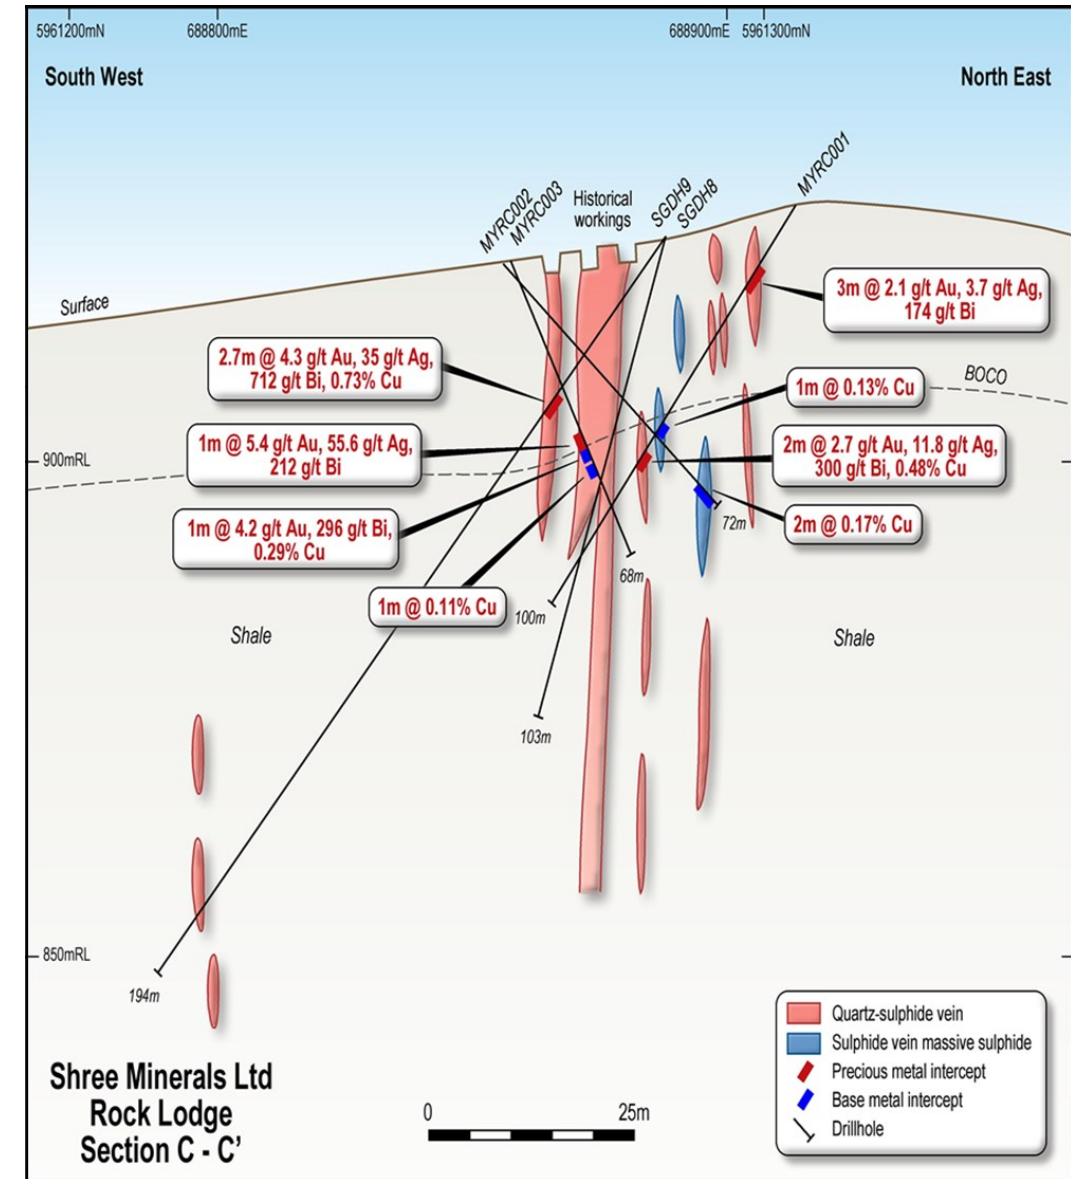 5961200mN
688800mE
688900mE
5961300mN
South West
North East
MYRC001
MYRC002
MYRC003
Historical
workings
SGDH9
SGDH8
3m @ 2.1 g/t Au, 3.7 g/t Ag,
174 g/t Bi
Surface
2.7m @ 4.3 g/t Au, 35 g/t Ag,
712 g/t Bi, 0.73% Cu
BOCO
1m @ 0.13% Cu
1m @ 5.4 g/t Au, 55.6 g/t Ag,
212 g/t Bi
2m @ 2.7 g/t Au, 11.8 g/t Ag,
300 g/t Bi, 0.48% Cu
900mRL
1m @ 4.2 g/t Au, 296 g/t Bi,
0.29% Cu
72m
2m @ 0.17% Cu
68m
1m @ 0.11% Cu
100m
Shale
Shale
103m
850mRL
194m
Shree Minerals Ltd
Rock Lodge
Section C - C’
0
25m
Quartz-sulphide vein
Sulphide vein massive sulphide
Precious metal intercept
Base metal intercept
Drillhole